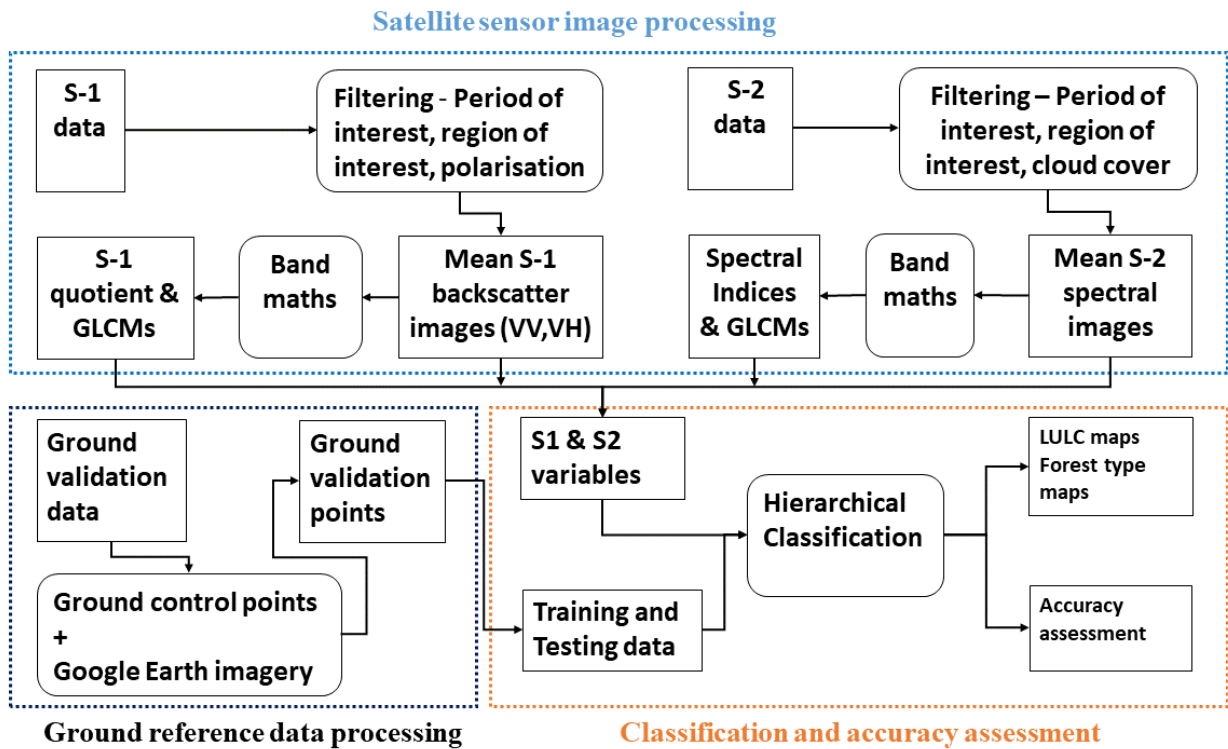 Satellite sensor image processing
S-1
data
Filtering - Period of
interest, region of
interest, polarisation
S-2
data
Filtering – Period of
interest, region of
interest, cloud cover
S-1
quotient &
GLCMs
Band
maths
Mean S-1
backscatter
images (VV,VH)
Spectral
Indices
& GLCMs
Band
maths
Mean S-2
spectral
images
Ground
validation
data
Ground
validation
points
Ground control points
+
Google Earth imagery
S1 & S2
variables
Training and
Testing data
Hierarchical
Classification
LULC maps
Forest type
maps
Accuracy
assessment
Ground reference data processing
Classification and accuracy assessment